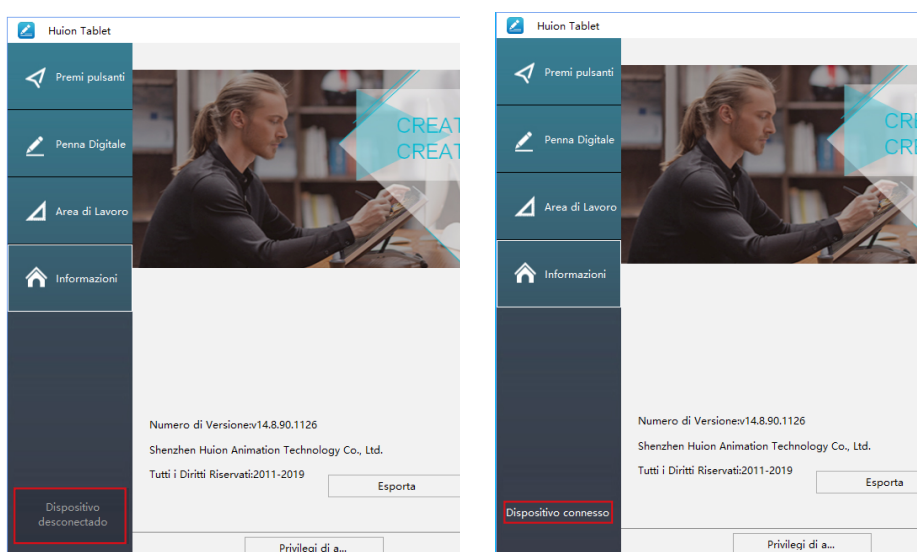 Huion Tablet
Premi pulsanti
CREAT
CREAT
Penna Digitale
Area di Lavoro
Informazioni
Numero di Versione:v14.8.90.1126
Shenzhen Huion Animation Technology Co., Ltd.
Tutti i Diritti Riservati:2011-2019
Esporta
Dispositivo
desconectado
Privilegi di a...
Huion Tablet
Premi pulsanti
CRE
CRE
Penna Digitale
Area di Lavoro
Informazioni
Numero di Versione:v14.8.90.1126
Shenzhen Huion Animation Technology Co., Ltd.
Tutti i Diritti Riservati:2011-2019
Esporta
Dispositivo connesso
Privilegi di a...